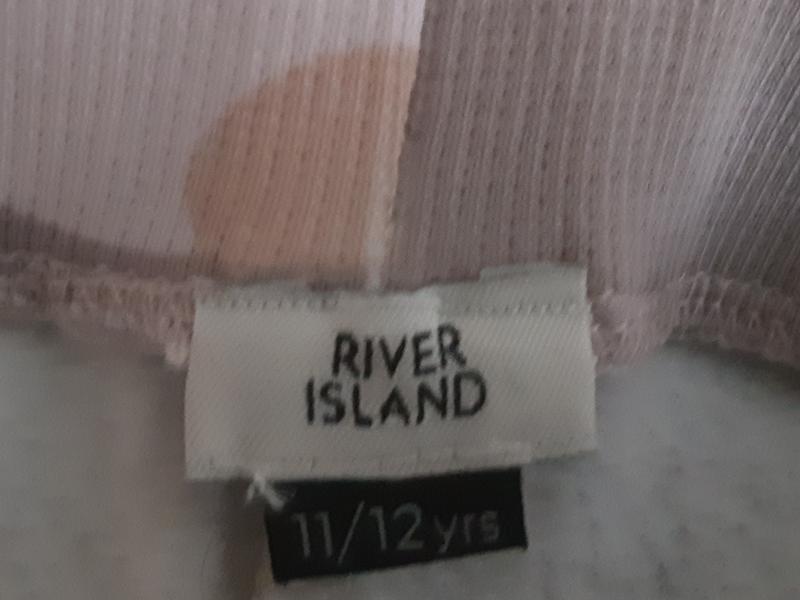 RIVER
ISLAND
11/12 yrs